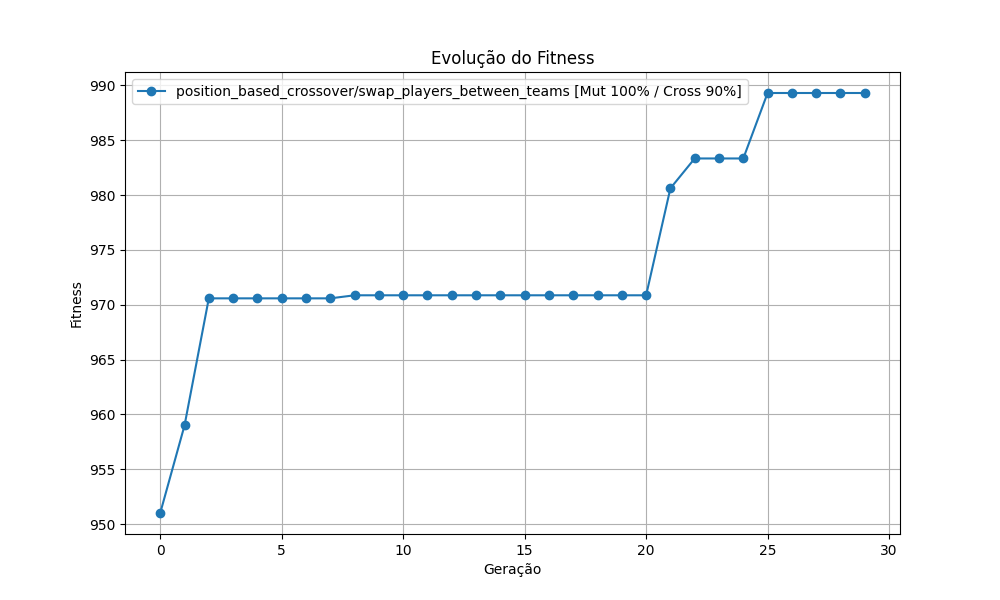 Evolução do Fitness
position_based_crossover/swap_players_between_teams [Mut 100% / Cross 90%]
Fitness
990
985
980
975
970
965
960
955
950
0 5 10 15 20 25 30
Geração